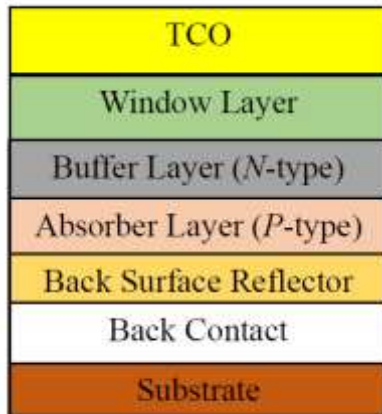 TCO
Window Layer
Buffer Layer (N-type)
Absorber Layer (P-type)
Back Surface Reflector
Back Contact
Substrate